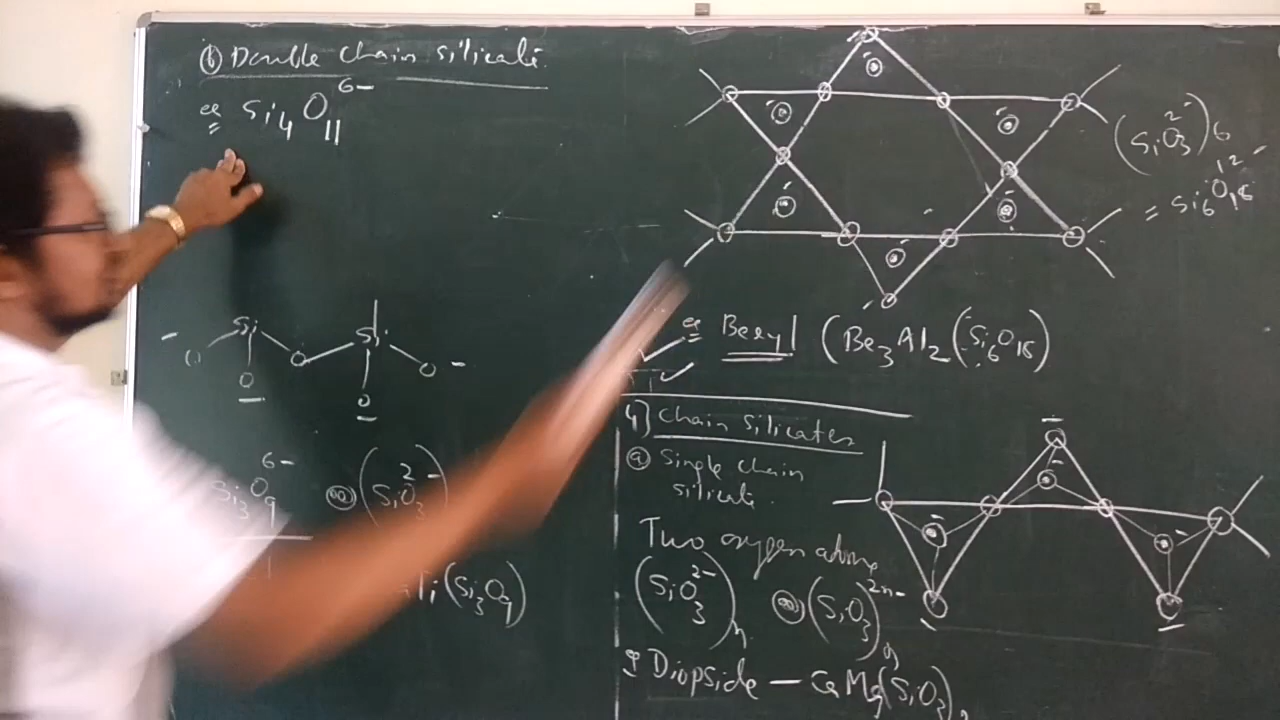 (b) Double chain silicate.
eg Si4O11 6-
Si Si
O O O
O O
Si3O9 6- (SiO3 2-)
Ti(Si3O9)
(SiO3 2-)6
= Si6O18 12-
eg Beryl (Be3Al2(Si6O18)
4] Chain silicates
(a) Single chain
silicate.
Two oxygen atoms
(SiO3 2-)n or (SiO3)n 2n-
eg Diopside — CaMg(SiO3)2